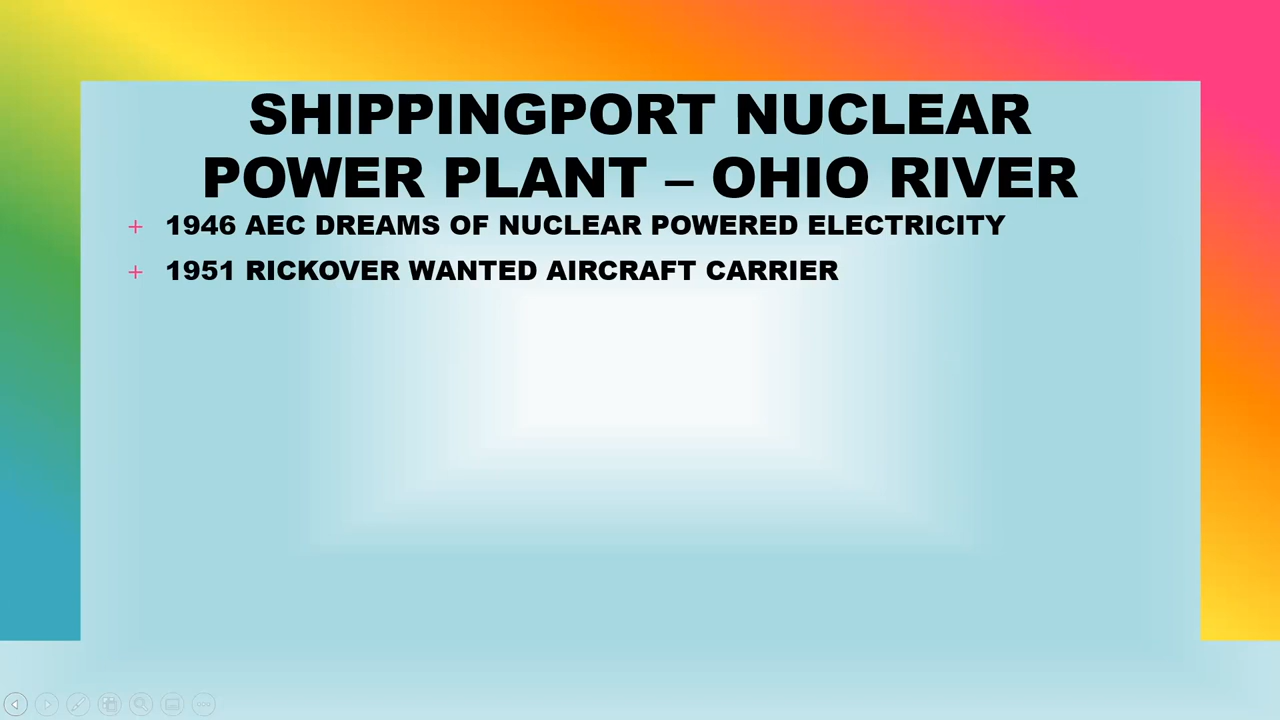 SHIPPINGPORT NUCLEAR
POWER PLANT – OHIO RIVER
+ 1946 AEC DREAMS OF NUCLEAR POWERED ELECTRICITY
+ 1951 RICKOVER WANTED AIRCRAFT CARRIER